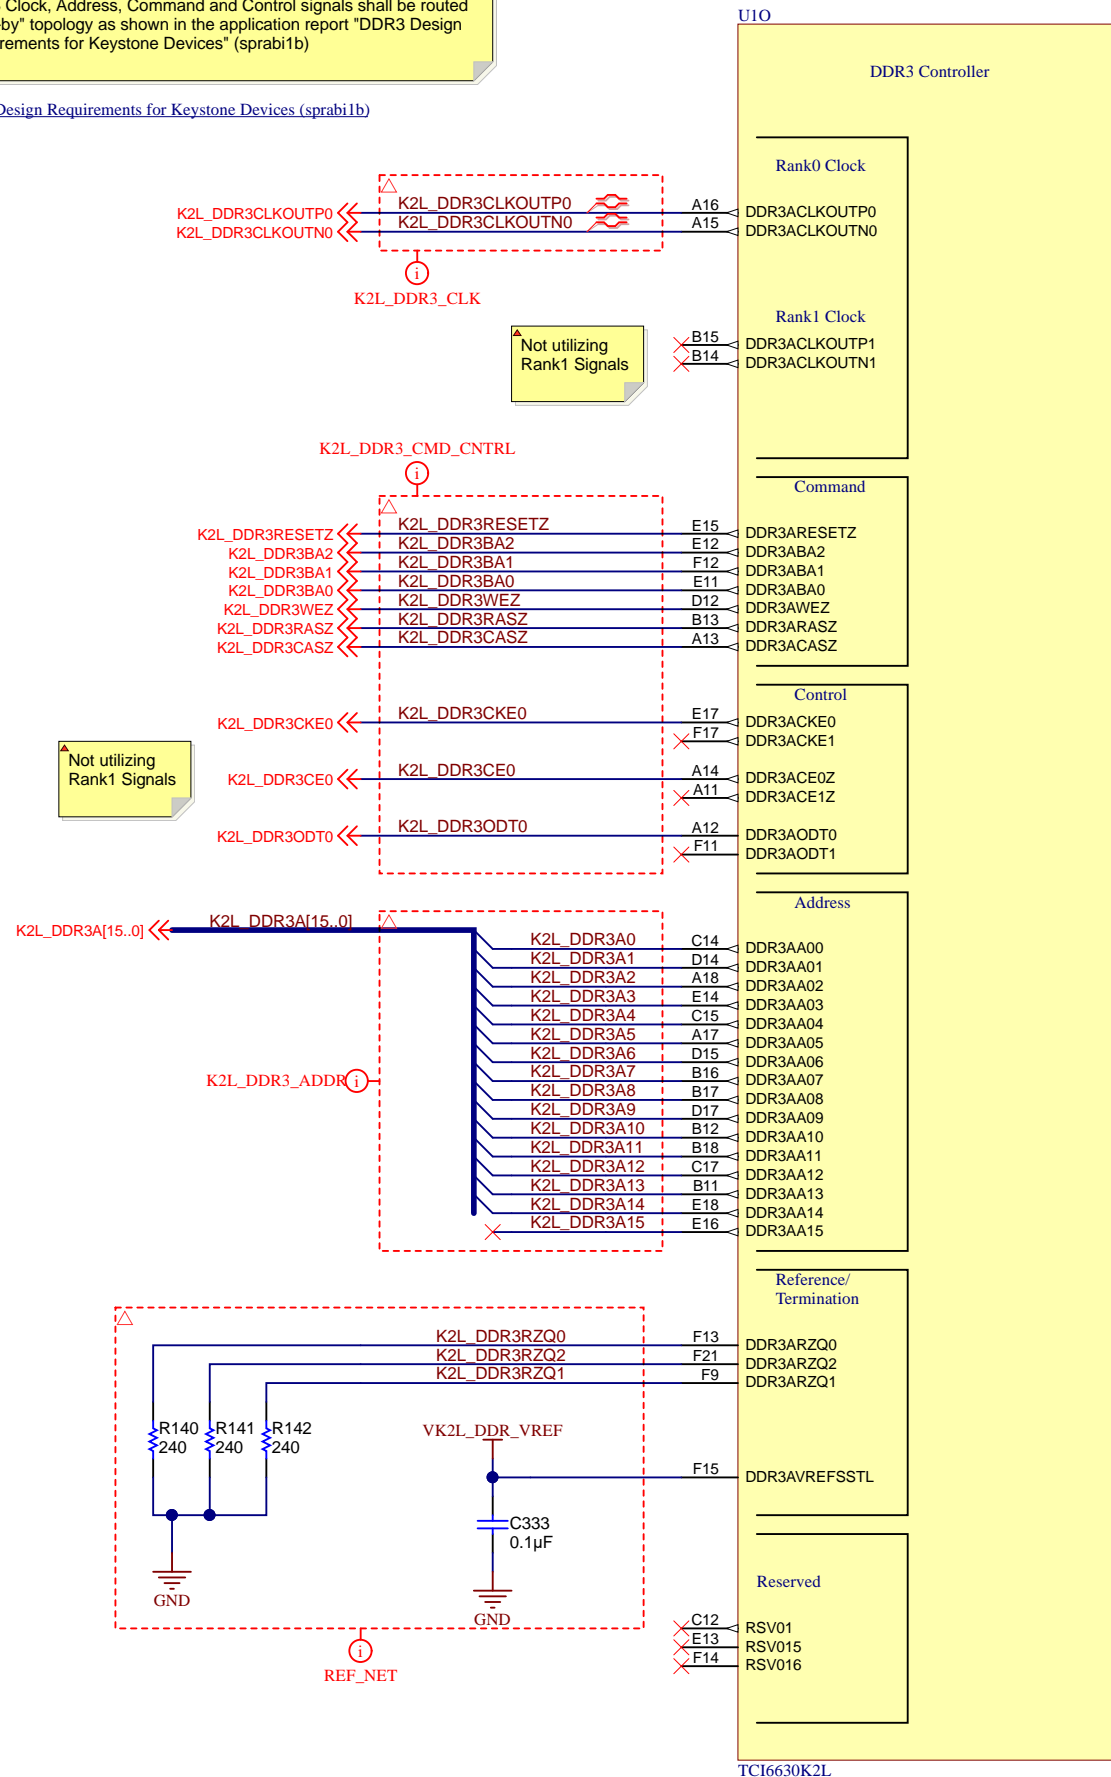 Clock, Address, Command and Control signals shall be routed
-by" topology as shown in the application report "DDR3 Design
rements for Keystone Devices" (sprabi1b)
Design Requirements for Keystone Devices (sprabi1b)
U1O
DDR3 Controller
Rank0 Clock
K2L_DDR3CLKOUTP0 K2L_DDR3CLKOUTP0 A16 DDR3ACLKOUTP0
K2L_DDR3CLKOUTN0 K2L_DDR3CLKOUTN0 A15 DDR3ACLKOUTN0
K2L_DDR3_CLK
Rank1 Clock
Not utilizing
Rank1 Signals
B15 DDR3ACLKOUTP1
B14 DDR3ACLKOUTN1
K2L_DDR3_CMD_CNTRL
Command
K2L_DDR3RESETZ K2L_DDR3RESETZ E15 DDR3ARESETZ
K2L_DDR3BA2 K2L_DDR3BA2 E12 DDR3ABA2
K2L_DDR3BA1 K2L_DDR3BA1 F12 DDR3ABA1
K2L_DDR3BA0 K2L_DDR3BA0 E11 DDR3ABA0
K2L_DDR3WEZ K2L_DDR3WEZ D12 DDR3AWEZ
K2L_DDR3RASZ K2L_DDR3RASZ B13 DDR3ARASZ
K2L_DDR3CASZ K2L_DDR3CASZ A13 DDR3ACASZ
Control
K2L_DDR3CKE0 K2L_DDR3CKE0 E17 DDR3ACKE0
F17 DDR3ACKE1
Not utilizing
Rank1 Signals
K2L_DDR3CE0 K2L_DDR3CE0 A14 DDR3ACE0Z
A11 DDR3ACE1Z
K2L_DDR3ODT0 K2L_DDR3ODT0 A12 DDR3AODT0
F11 DDR3AODT1
Address
K2L_DDR3A[15..0] K2L_DDR3A[15..0]
K2L_DDR3A0 C14 DDR3AA00
K2L_DDR3A1 D14 DDR3AA01
K2L_DDR3A2 A18 DDR3AA02
K2L_DDR3A3 E14 DDR3AA03
K2L_DDR3A4 C15 DDR3AA04
K2L_DDR3A5 A17 DDR3AA05
K2L_DDR3A6 D15 DDR3AA06
K2L_DDR3_ADDR K2L_DDR3A7 B16 DDR3AA07
K2L_DDR3A8 B17 DDR3AA08
K2L_DDR3A9 D17 DDR3AA09
K2L_DDR3A10 B12 DDR3AA10
K2L_DDR3A11 B18 DDR3AA11
K2L_DDR3A12 C17 DDR3AA12
K2L_DDR3A13 B11 DDR3AA13
K2L_DDR3A14 E18 DDR3AA14
K2L_DDR3A15 E16 DDR3AA15
Reference/
Termination
K2L_DDR3RZQ0 F13 DDR3ARZQ0
K2L_DDR3RZQ2 F21 DDR3ARZQ2
K2L_DDR3RZQ1 F9 DDR3ARZQ1
R140 R141 R142
240 240 240
VK2L_DDR_VREF
F15 DDR3AVREFSSTL
C333
0.1µF
GND
GND
REF_NET
Reserved
C12 RSV01
E13 RSV015
F14 RSV016
TCI6630K2L